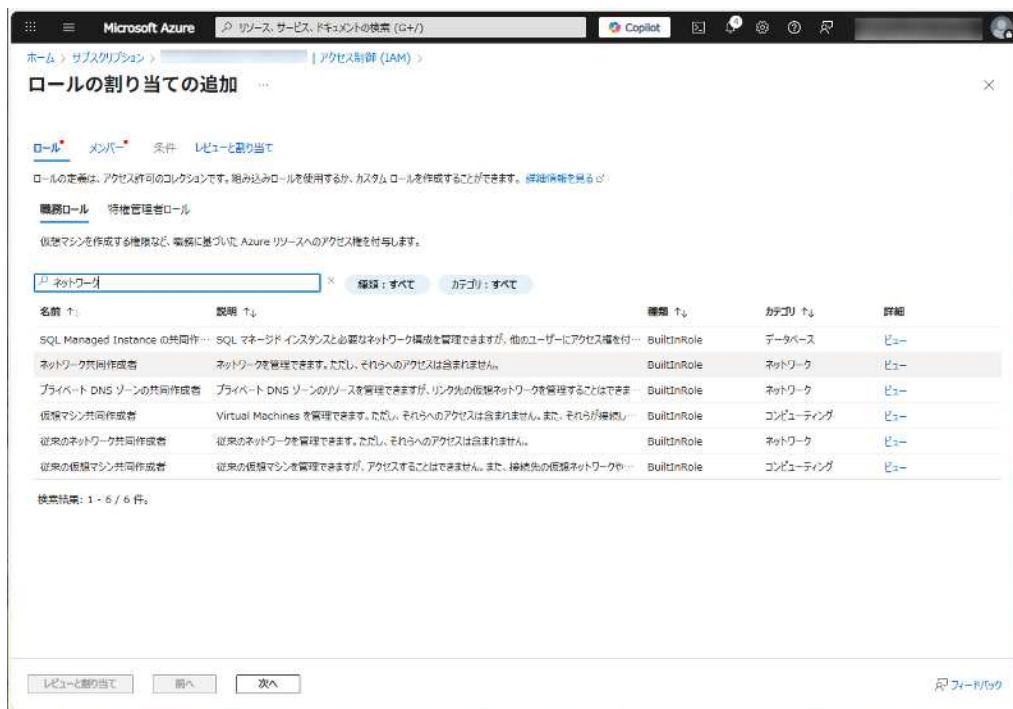 Microsoft Azure
リソース、サービス、ドキュメントの検索 (G+/)
Copilot
ホーム > サブスクリプション >
| アクセス制御 (IAM) >
ロールの割り当ての追加 …
ロール メンバー 条件 レビューと割り当て
ロールの定義は、アクセス許可のコレクションです。組み込みロールを使用するか、カスタム ロールを作成することができます。 詳細情報を見る
職務ロール 特権管理者ロール
仮想マシンを作成する権限など、職務に基づいた Azure リソースへのアクセス権を付与します。
ネットワーク
種類 : すべて
カテゴリ : すべて
名前 ↑ 説明 ↑↓ 種類 ↑↓ カテゴリ ↑↓ 詳細
SQL Managed Instance の共同作… SQL マネージド インスタンスと必要なネットワーク構成を管理できますが、他のユーザーにアクセス権を付… BuiltInRole データベース ビュー
ネットワーク共同作成者 ネットワークを管理できます。ただし、それらへのアクセスは含まれません。 BuiltInRole ネットワーク ビュー
プライベート DNS ゾーンの共同作成者 プライベート DNS ゾーンのリソースを管理できますが、リンク先の仮想ネットワークを管理することはできま… BuiltInRole ネットワーク ビュー
仮想マシン共同作成者 Virtual Machines を管理できます。ただし、それらへのアクセスは含まれません。また、それらが接続し… BuiltInRole コンピューティング ビュー
従来のネットワーク共同作成者 従来のネットワークを管理できます。ただし、それらへのアクセスは含まれません。 BuiltInRole ネットワーク ビュー
従来の仮想マシン共同作成者 従来の仮想マシンを管理できますが、アクセスすることはできません。また、接続先の仮想ネットワークや… BuiltInRole コンピューティング ビュー
検索結果: 1 - 6 / 6 件。
レビューと割り当て 前へ 次へ フィードバック